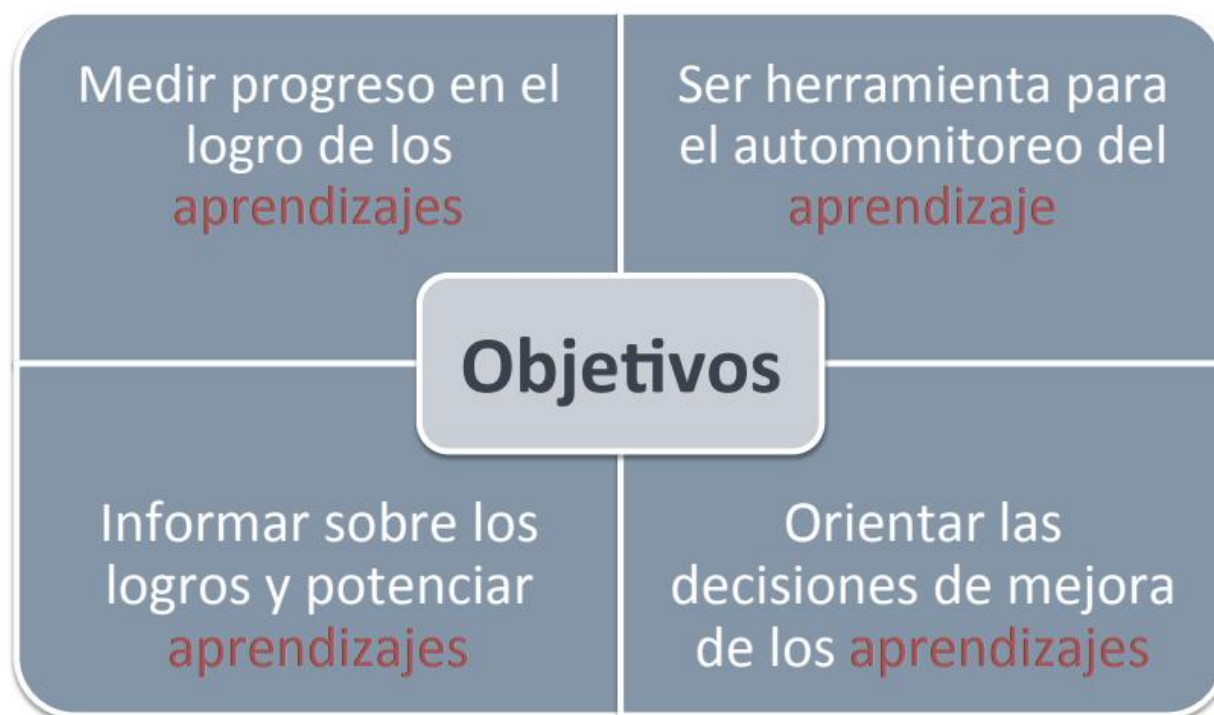 Medir progreso en el
logro de los
aprendizajes
Ser herramienta para
el automonitoreo del
aprendizaje
Objetivos
Informar sobre los
logros y potenciar
aprendizajes
Orientar las
decisiones de mejora
de los aprendizajes